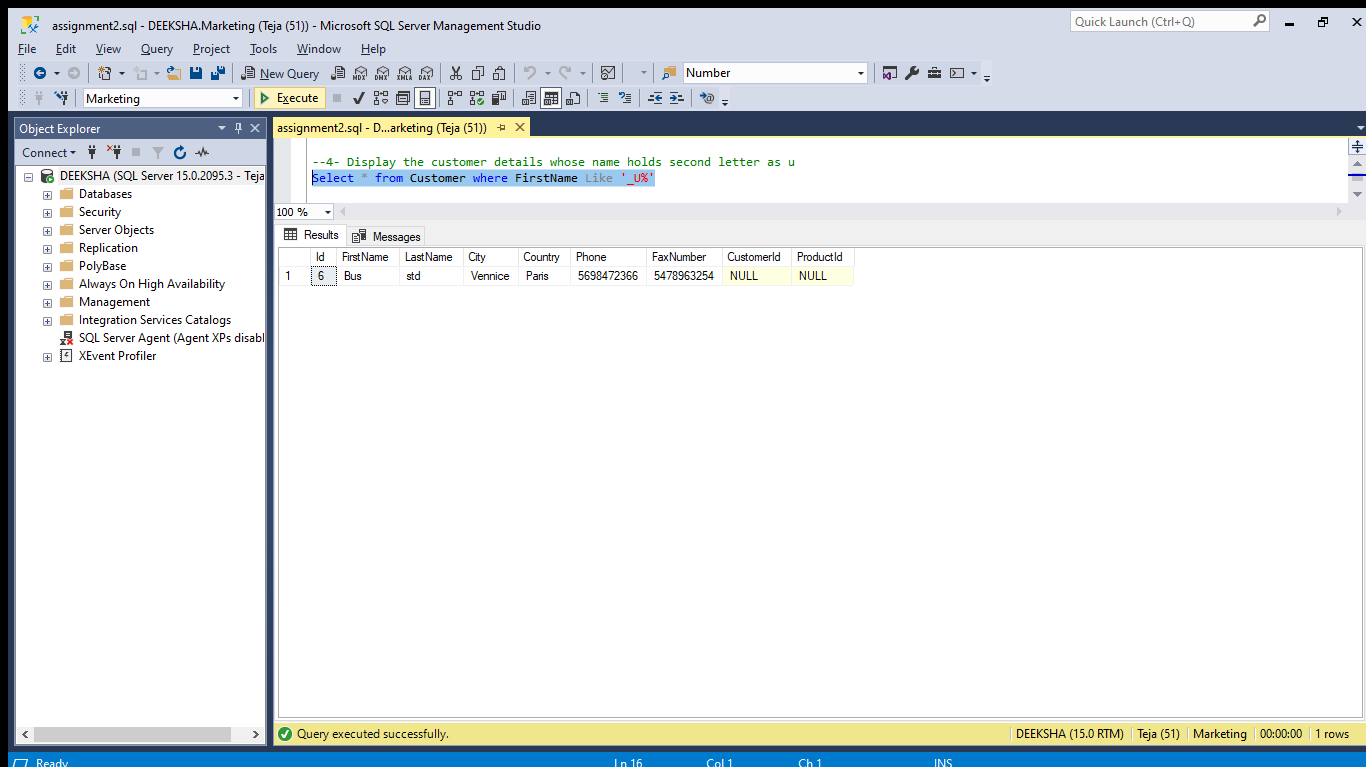 assignment2.sql - DEEKSHA.Marketing (Teja (51)) - Microsoft SQL Server Management Studio
Quick Launch (Ctrl+Q)
File Edit View Query Project Tools Window Help
New Query MDX DMX XMLA DAX Number
Marketing Execute
Object Explorer
Connect
DEEKSHA (SQL Server 15.0.2095.3 - Teja
Databases
Security
Server Objects
Replication
PolyBase
Always On High Availability
Management
Integration Services Catalogs
SQL Server Agent (Agent XPs disabl
XEvent Profiler
assignment2.sql - D...arketing (Teja (51))
--4- Display the customer details whose name holds second letter as u
Select * from Customer where FirstName Like '_U%'
100 %
Results Messages
Id FirstName LastName City Country Phone FaxNumber CustomerId ProductId
1 6 Bus std Vennice Paris 5698472366 5478963254 NULL NULL
Query executed successfully. DEEKSHA (15.0 RTM) Teja (51) Marketing 00:00:00 1 rows
Ready Ln 16 Col 1 Ch 1 INS